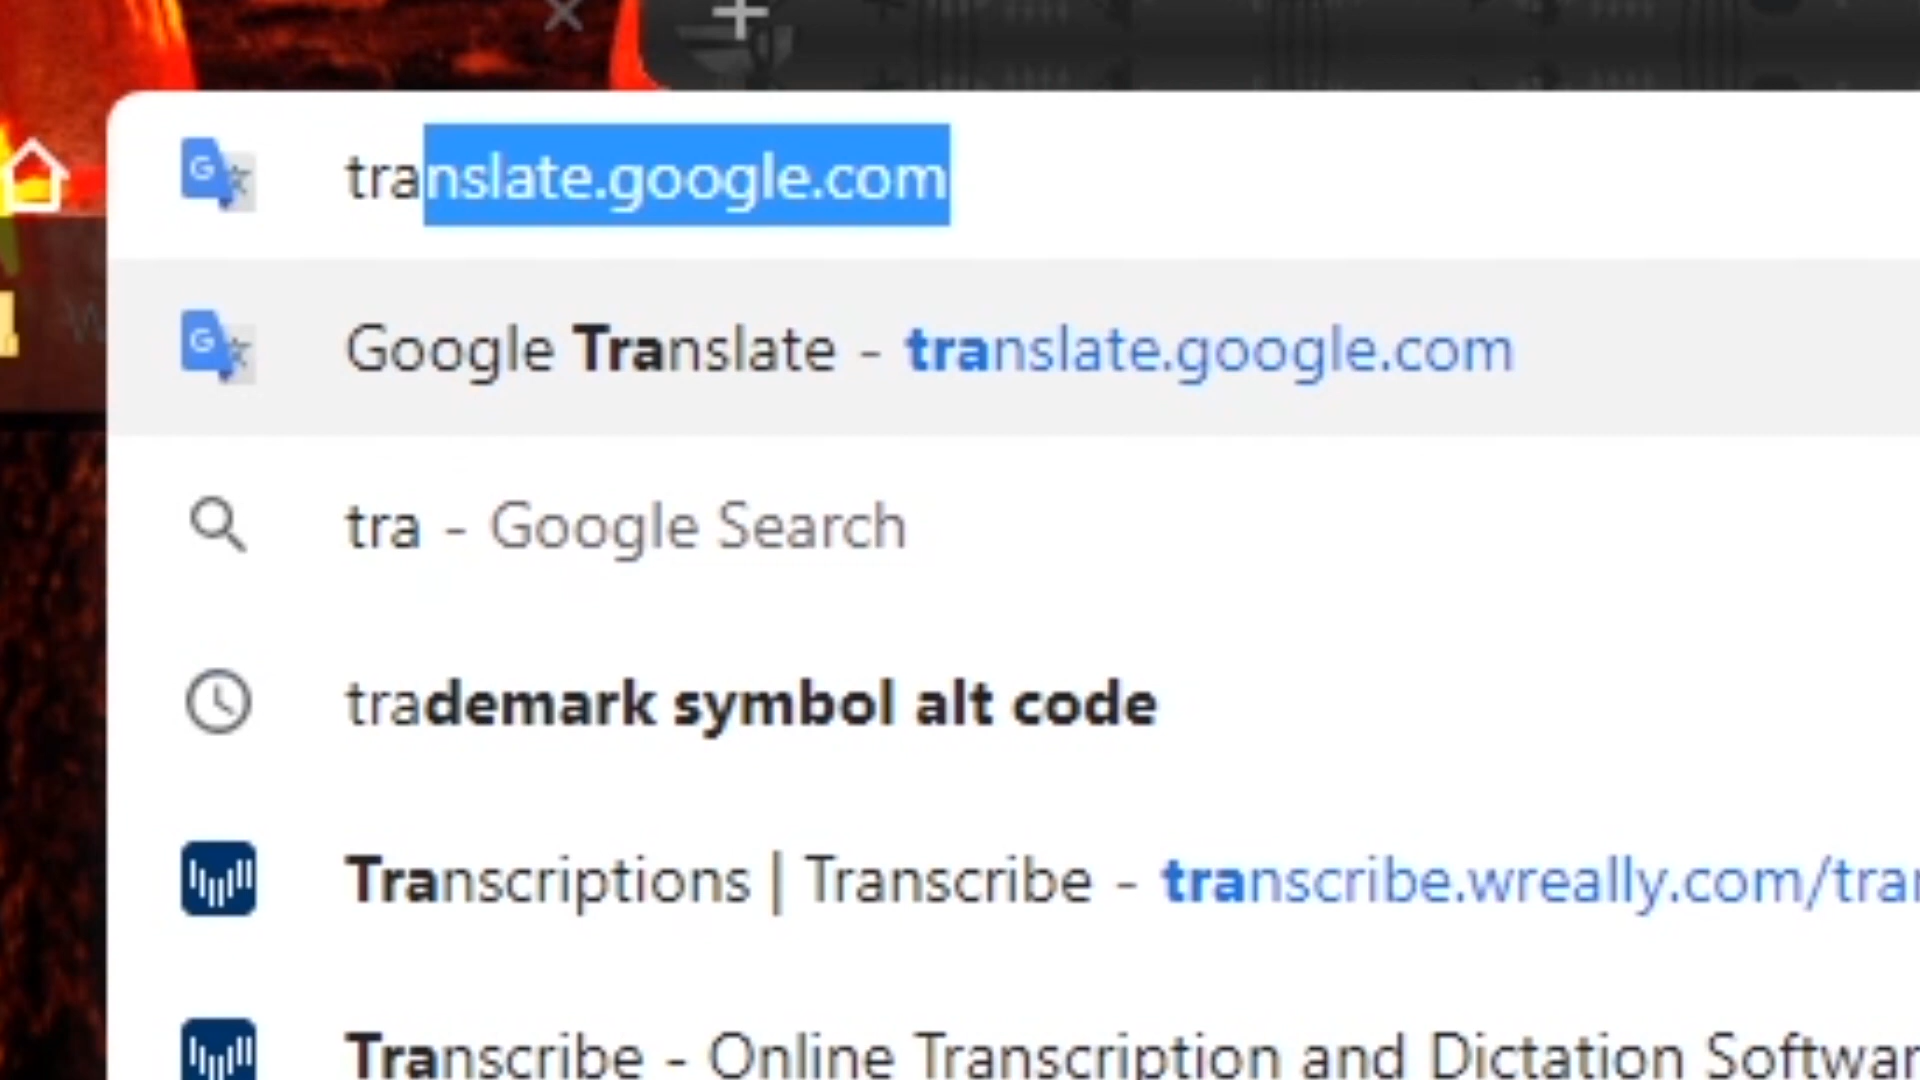 translate.google.com
Google Translate - translate.google.com
tra - Google Search
trademark symbol alt code
Transcriptions | Transcribe - transcribe.wreally.com/tra
Transcribe - Online Transcription and Dictation